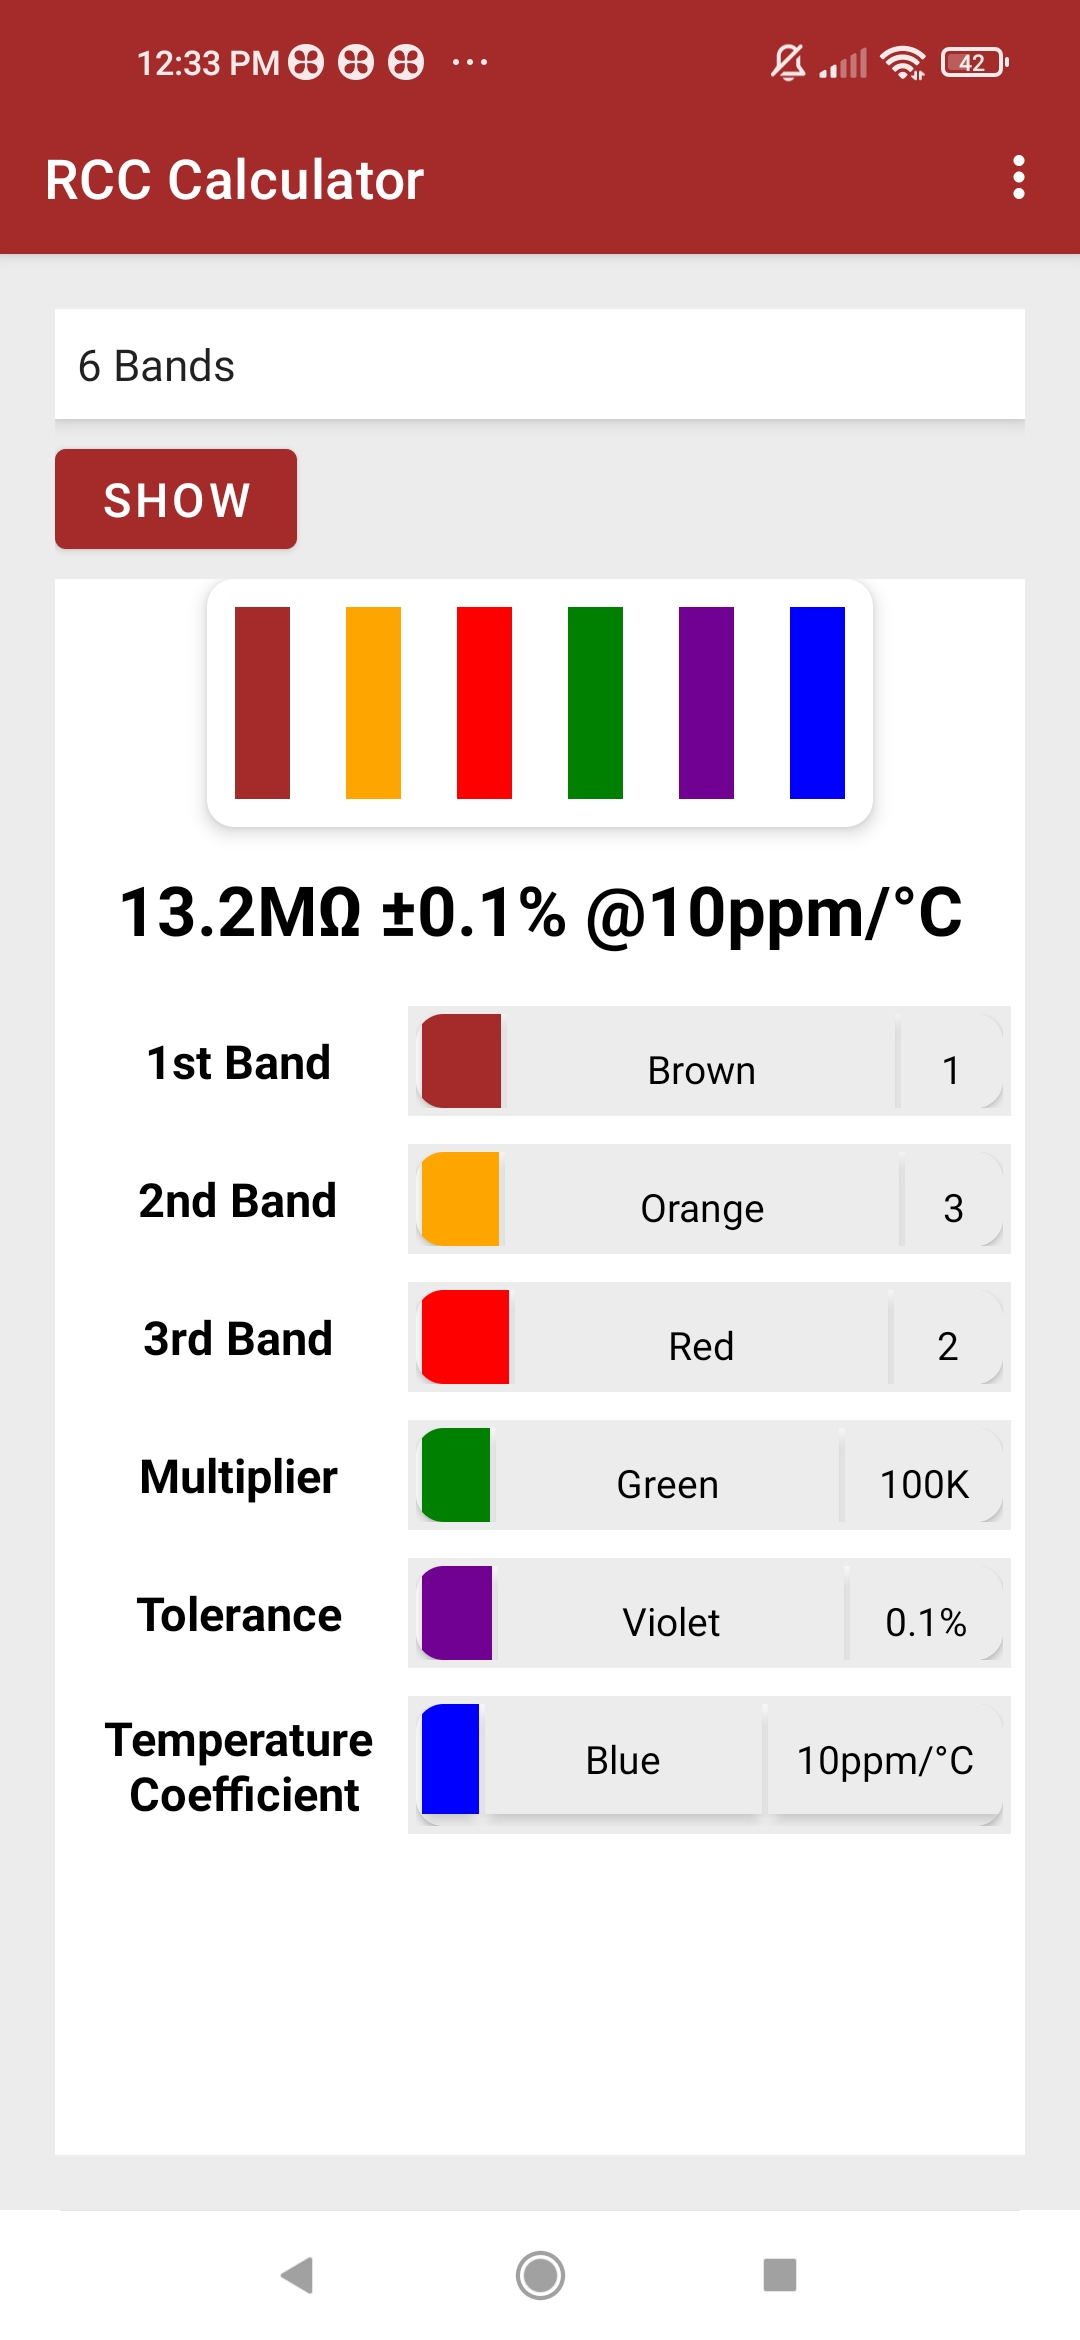 12:33 PM ... 42
RCC Calculator
6 Bands
SHOW
13.2MΩ ±0.1% @10ppm/°C
1st Band Brown 1
2nd Band Orange 3
3rd Band Red 2
Multiplier Green 100K
Tolerance Violet 0.1%
Temperature
Coefficient Blue 10ppm/°C